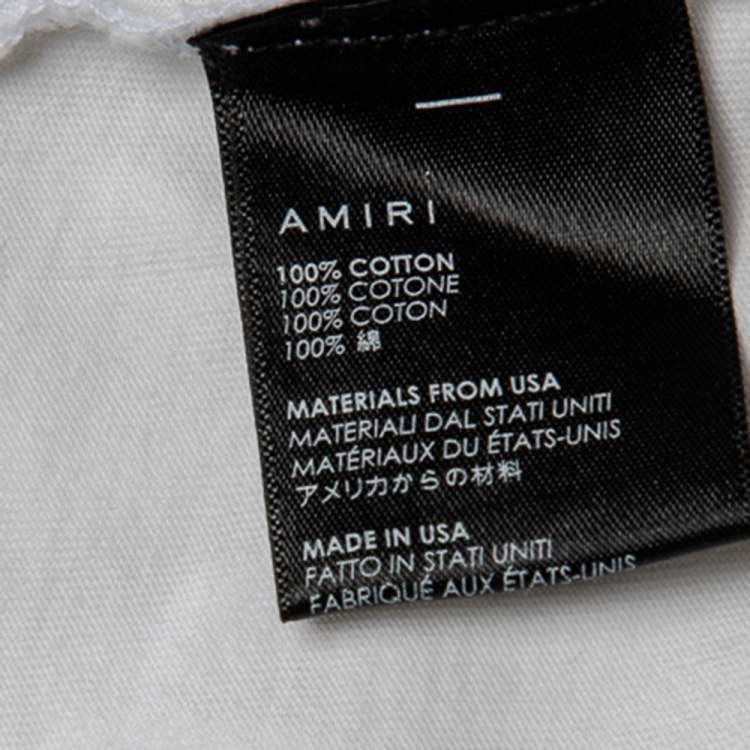 AMIRI
100% COTTON
100% COTONE
100% COTON
100% 綿
MATERIALS FROM USA
MATERIALI DAL STATI UNITI
MATÉRIAUX DU ÉTATS-UNIS
アメリカからの材料
MADE IN USA
FATTO IN STATI UNITI
FABRIQUÉ AUX ÉTATS-UNIS